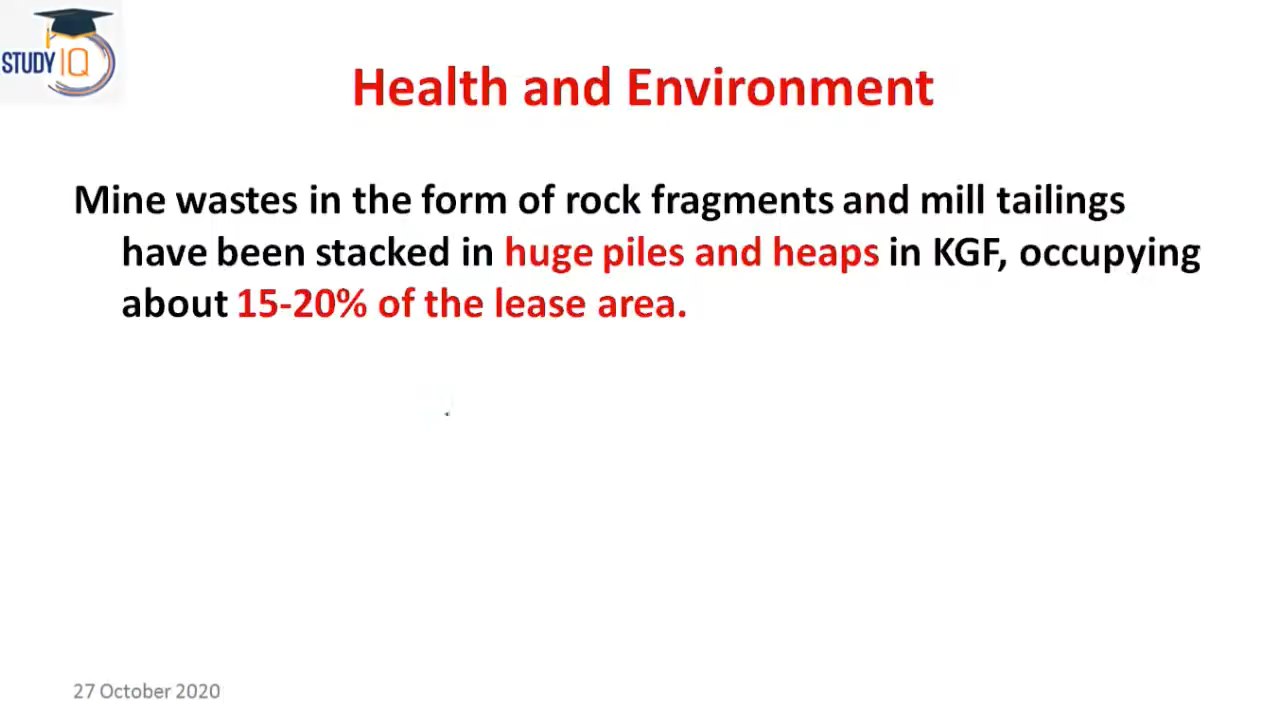 STUDY IQ
Health and Environment
Mine wastes in the form of rock fragments and mill tailings
have been stacked in huge piles and heaps in KGF, occupying
about 15-20% of the lease area.
27 October 2020